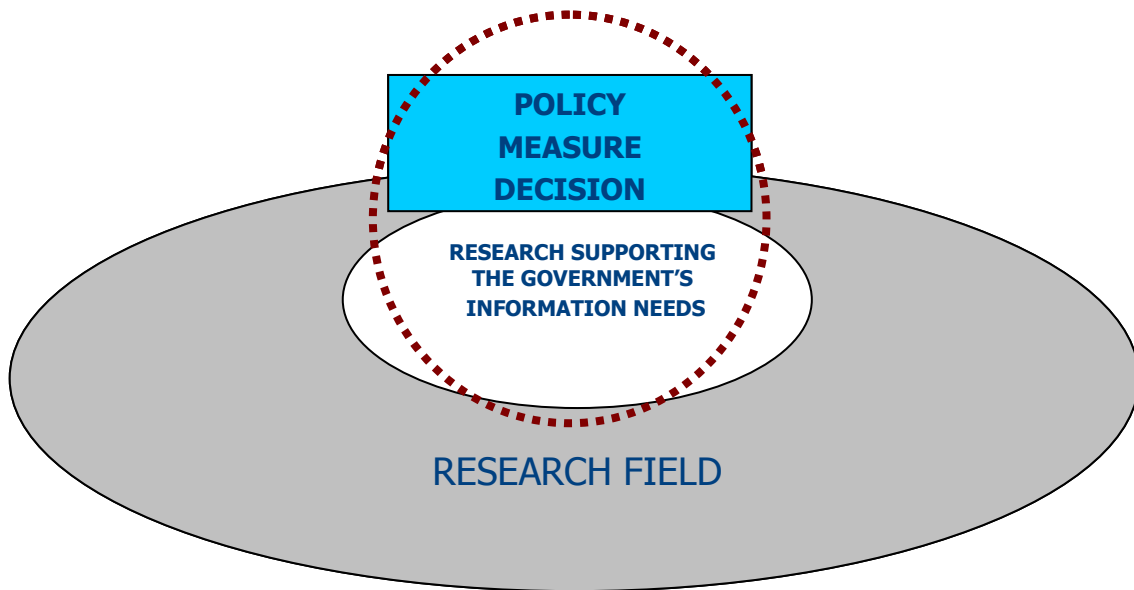 POLICY
MEASURE
DECISION
RESEARCH SUPPORTING
THE GOVERNMENT’S
INFORMATION NEEDS
RESEARCH FIELD